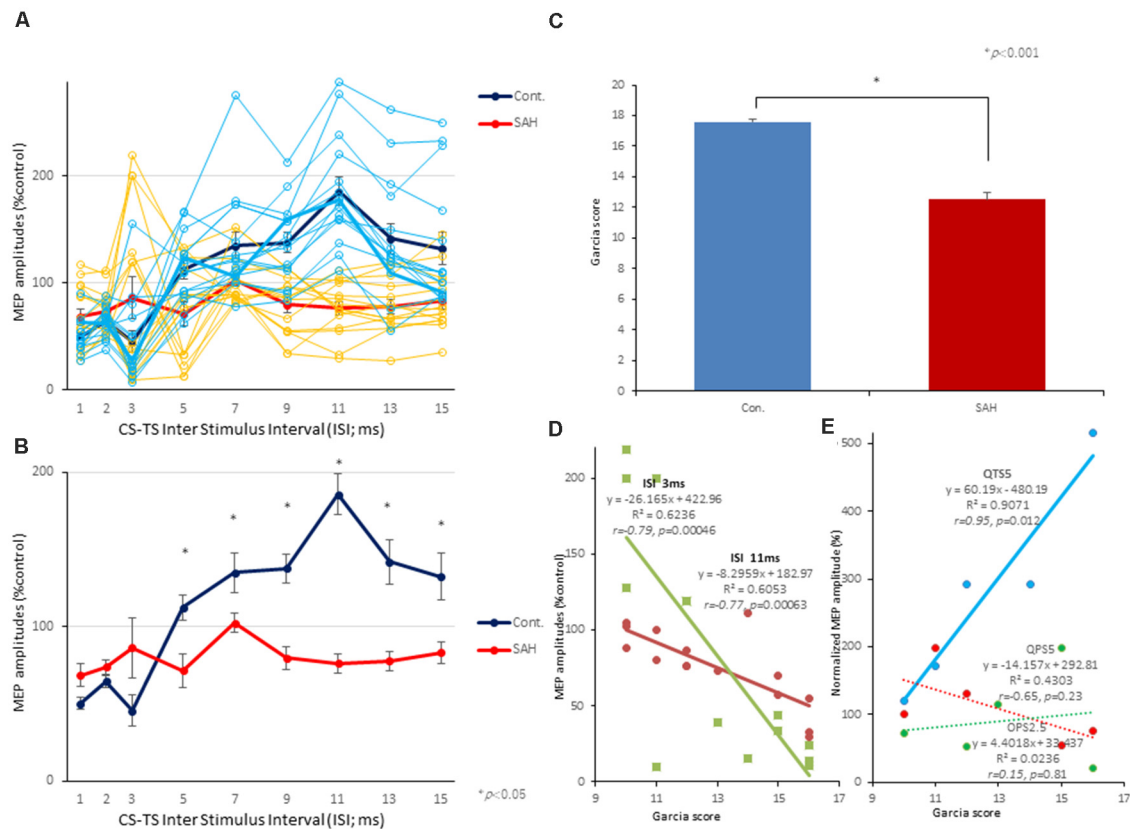 A
MEP amplitudes (%control)
200
100
0
1 2 3 5 7 9 11 13 15
CS-TS Inter Stimulus Interval (ISI; ms)
Cont.
SAH
C
*p<0.001
*
Garcia score
20
18
16
14
12
10
8
6
4
2
0
Con. SAH
B
MEP amplitudes (%control)
200
100
0
* * * * * *
1 2 3 5 7 9 11 13 15
CS-TS Inter Stimulus Interval (ISI; ms)
Cont.
SAH
*p<0.05
D
MEP amplitudes (%control)
200
150
100
50
0
ISI 3ms
y = -26.165x + 422.96
R² = 0.6236
r=-0.79, p=0.00046
ISI 11ms
y = -8.2959x + 182.97
R² = 0.6053
r=-0.77, p=0.00063
9 11 13 15 17
Garcia score
E
Normalized MEP amplitude (%)
500
400
300
200
100
0
QTS5
y = 60.19x - 480.19
R² = 0.9071
r=0.95, p=0.012
QPS5
y = -14.157x + 292.81
R² = 0.4303
r=-0.65, p=0.23
QPS2.5
y = 4.4018x + 33.437
R² = 0.0236
r=0.15, p=0.81
9 11 13 15 17
Garcia score